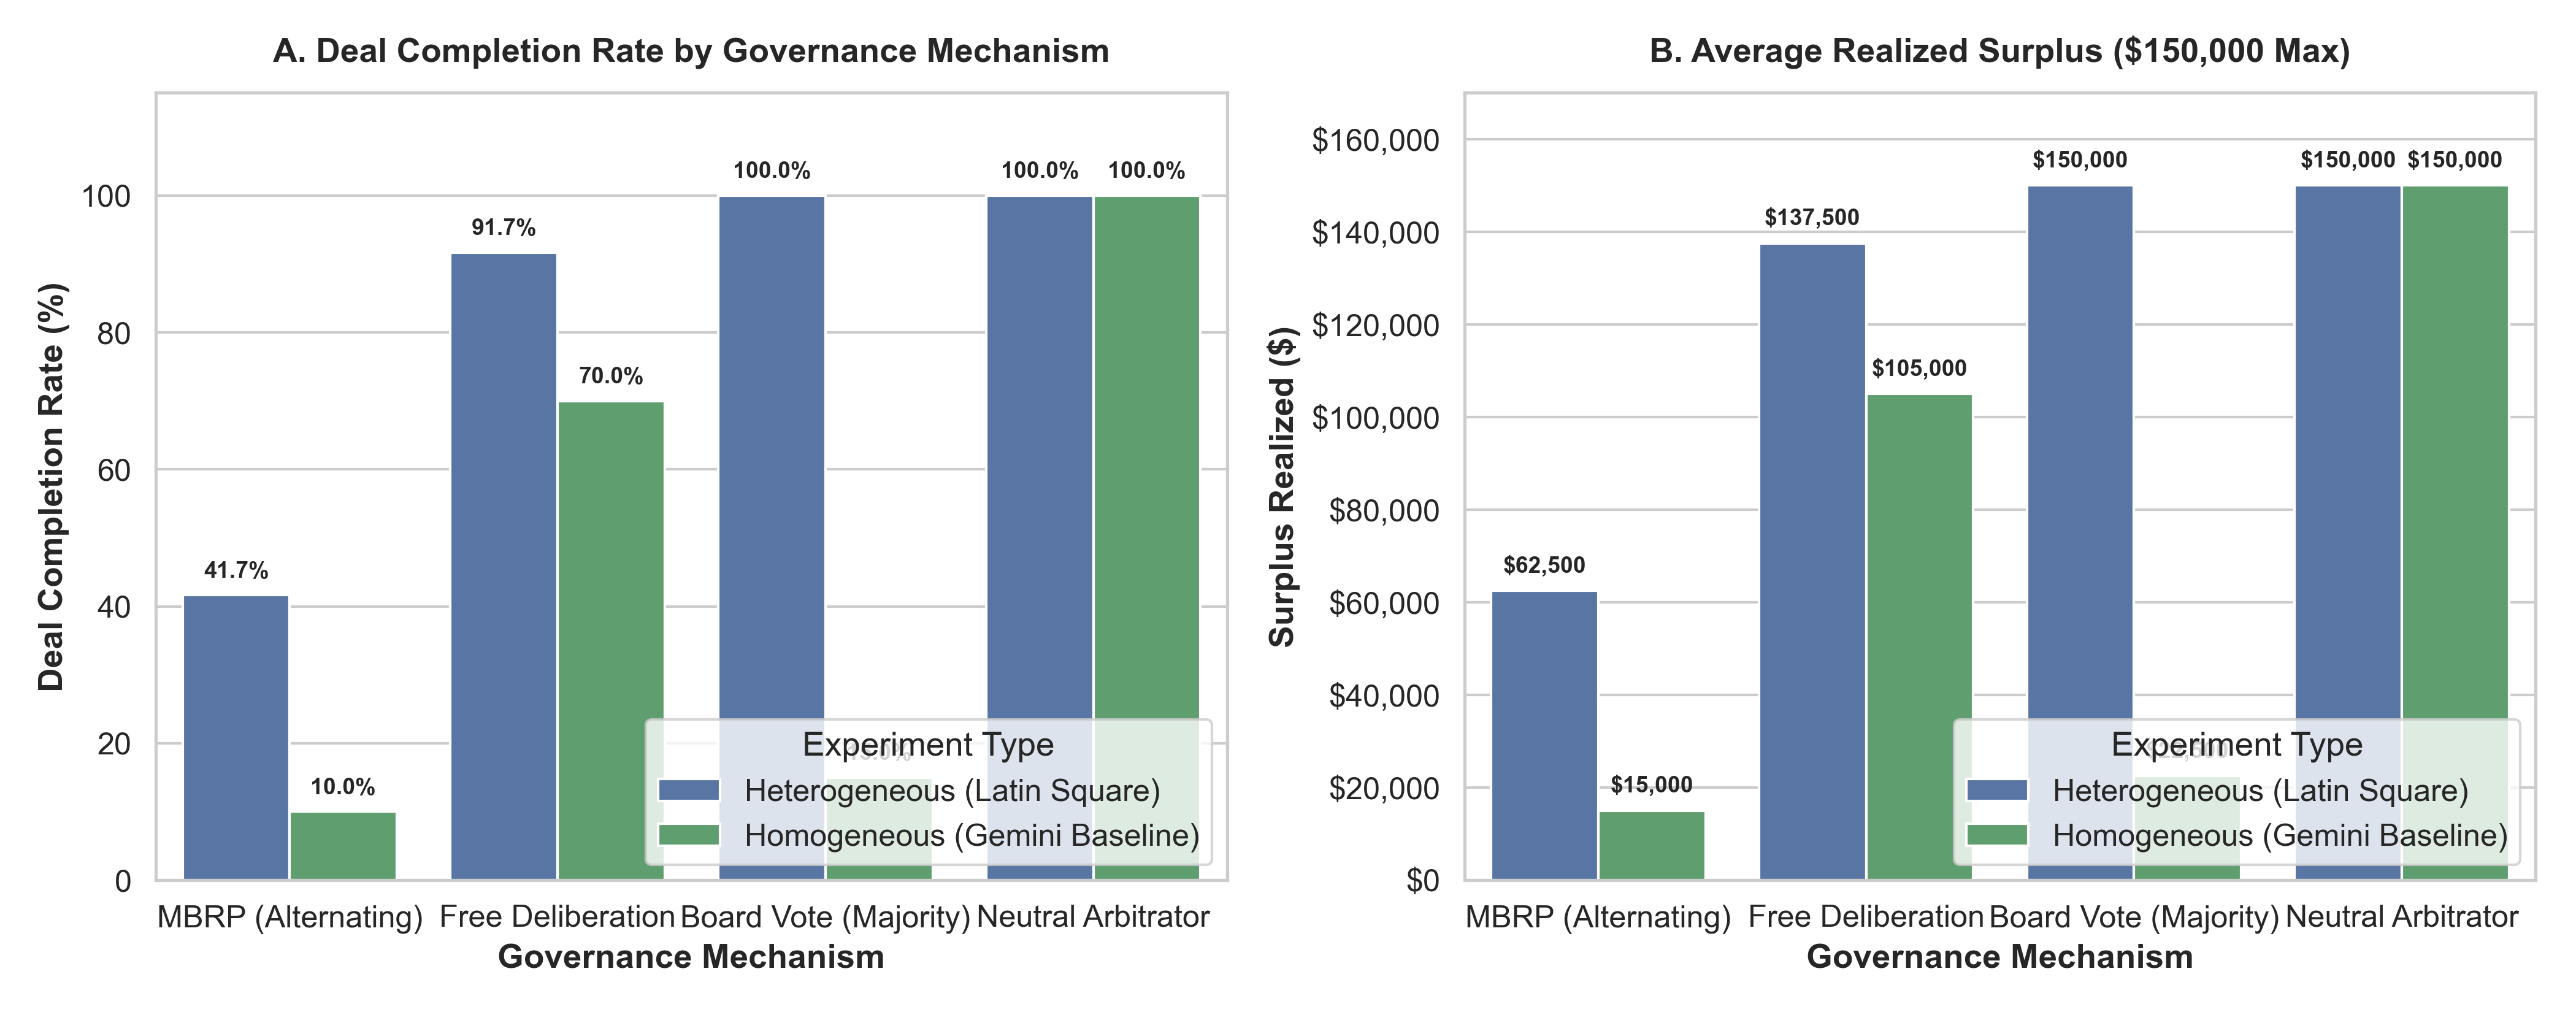 A. Deal Completion Rate by Governance Mechanism
Deal Completion Rate (%)
100
80
60
40
20
0
41.7%
10.0%
91.7%
70.0%
100.0%
15.0%
100.0%
100.0%
Experiment Type
Heterogeneous (Latin Square)
Homogeneous (Gemini Baseline)
MBRP (Alternating)
Free Deliberation
Board Vote (Majority)
Neutral Arbitrator
Governance Mechanism
B. Average Realized Surplus ($150,000 Max)
Surplus Realized ($)
$160,000
$140,000
$120,000
$100,000
$80,000
$60,000
$40,000
$20,000
$0
$62,500
$15,000
$137,500
$105,000
$150,000
$22,500
$150,000
$150,000
Experiment Type
Heterogeneous (Latin Square)
Homogeneous (Gemini Baseline)
MBRP (Alternating)
Free Deliberation
Board Vote (Majority)
Neutral Arbitrator
Governance Mechanism